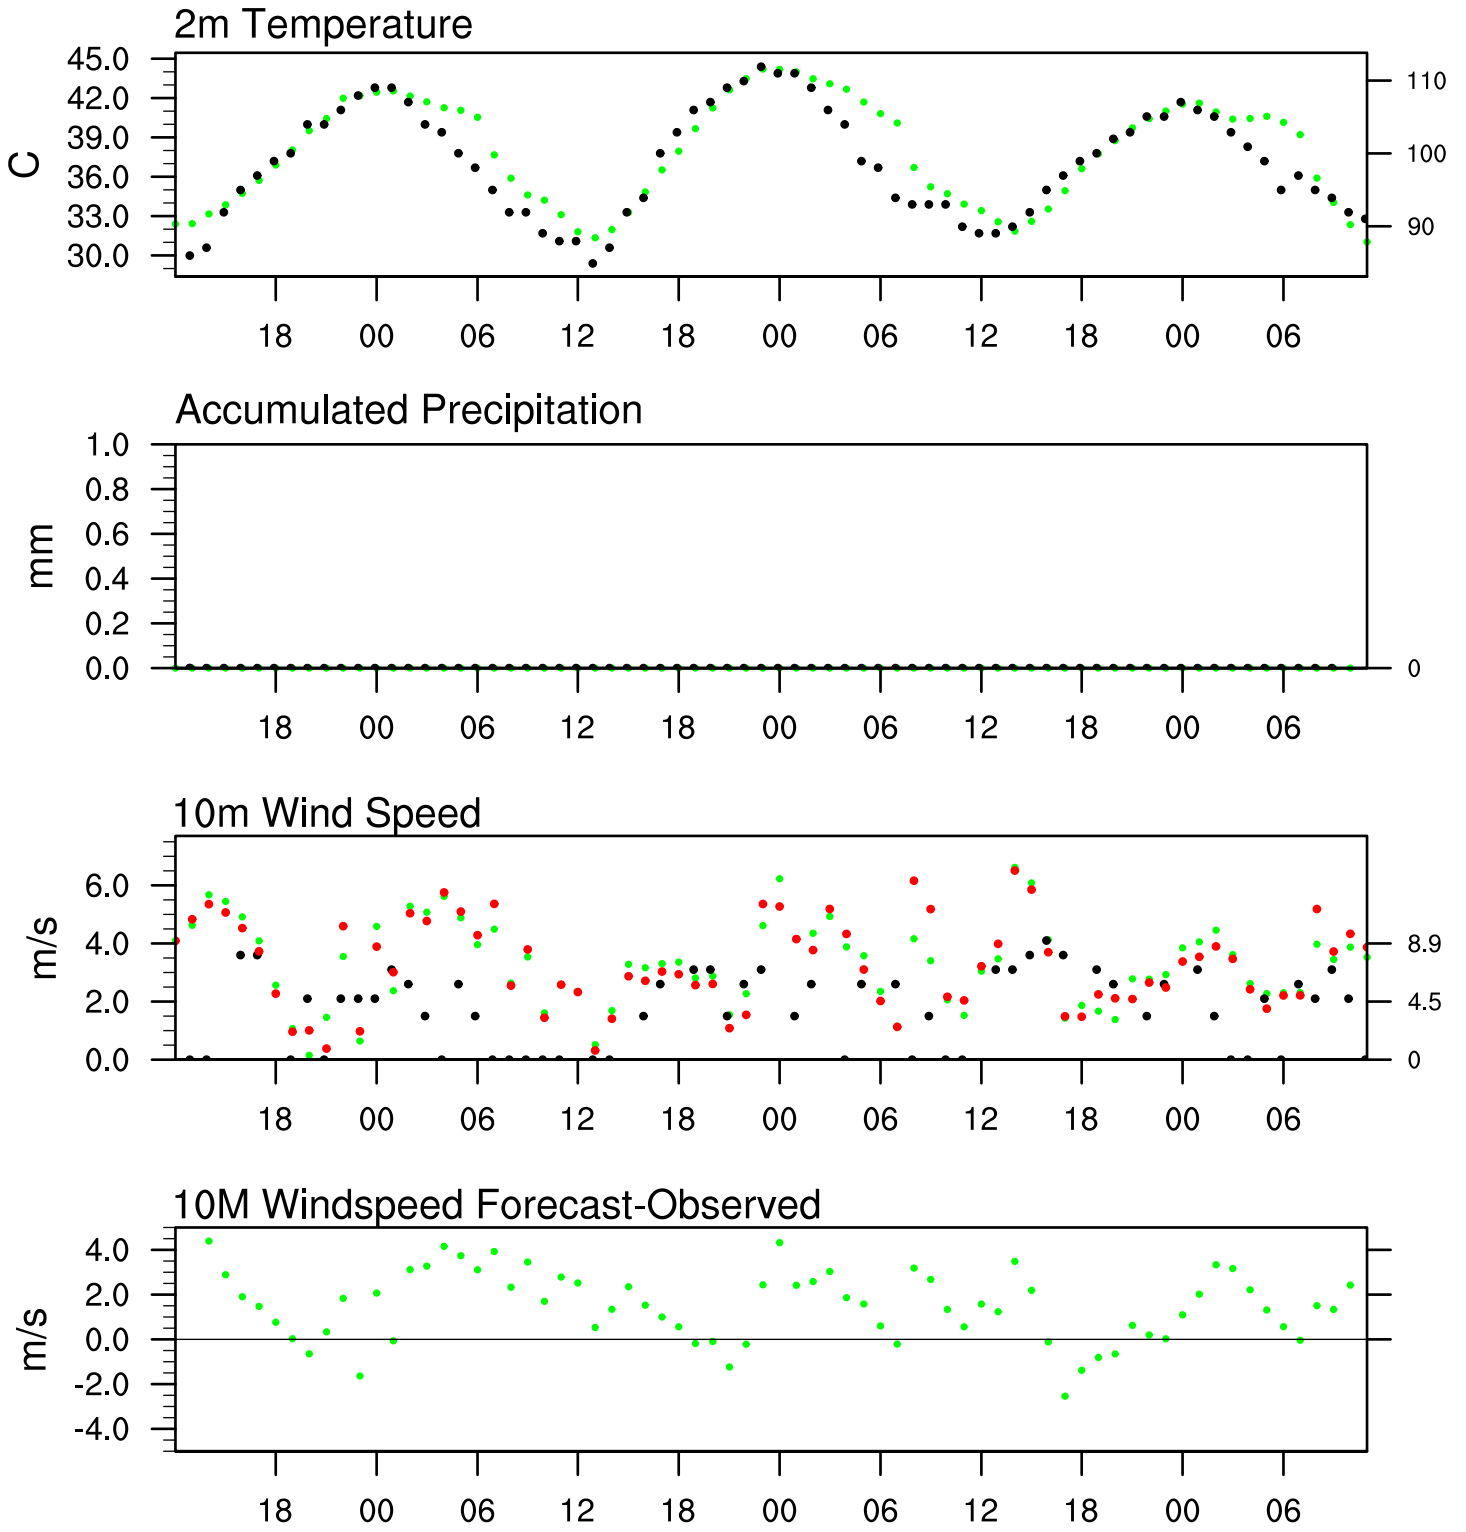 2m Temperature
45.0
42.0
39.0
36.0
33.0
30.0
C
110
100
90
18 00 06 12 18 00 06 12 18 00 06
Accumulated Precipitation
1.0
0.8
0.6
0.4
0.2
0.0
mm
0
18 00 06 12 18 00 06 12 18 00 06
10m Wind Speed
6.0
4.0
2.0
0.0
m/s
8.9
4.5
0
18 00 06 12 18 00 06 12 18 00 06
10M Windspeed Forecast-Observed
4.0
2.0
0.0
-2.0
-4.0
m/s
18 00 06 12 18 00 06 12 18 00 06